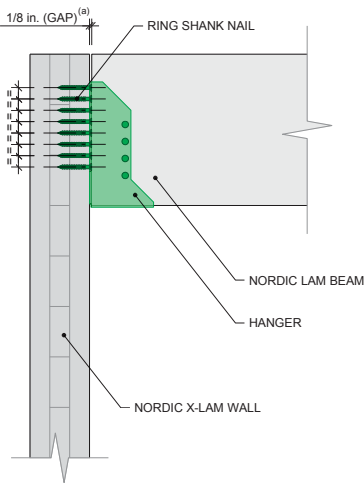 1/8 in. (GAP)(a)
RING SHANK NAIL
NORDIC LAM BEAM
HANGER
NORDIC X-LAM WALL